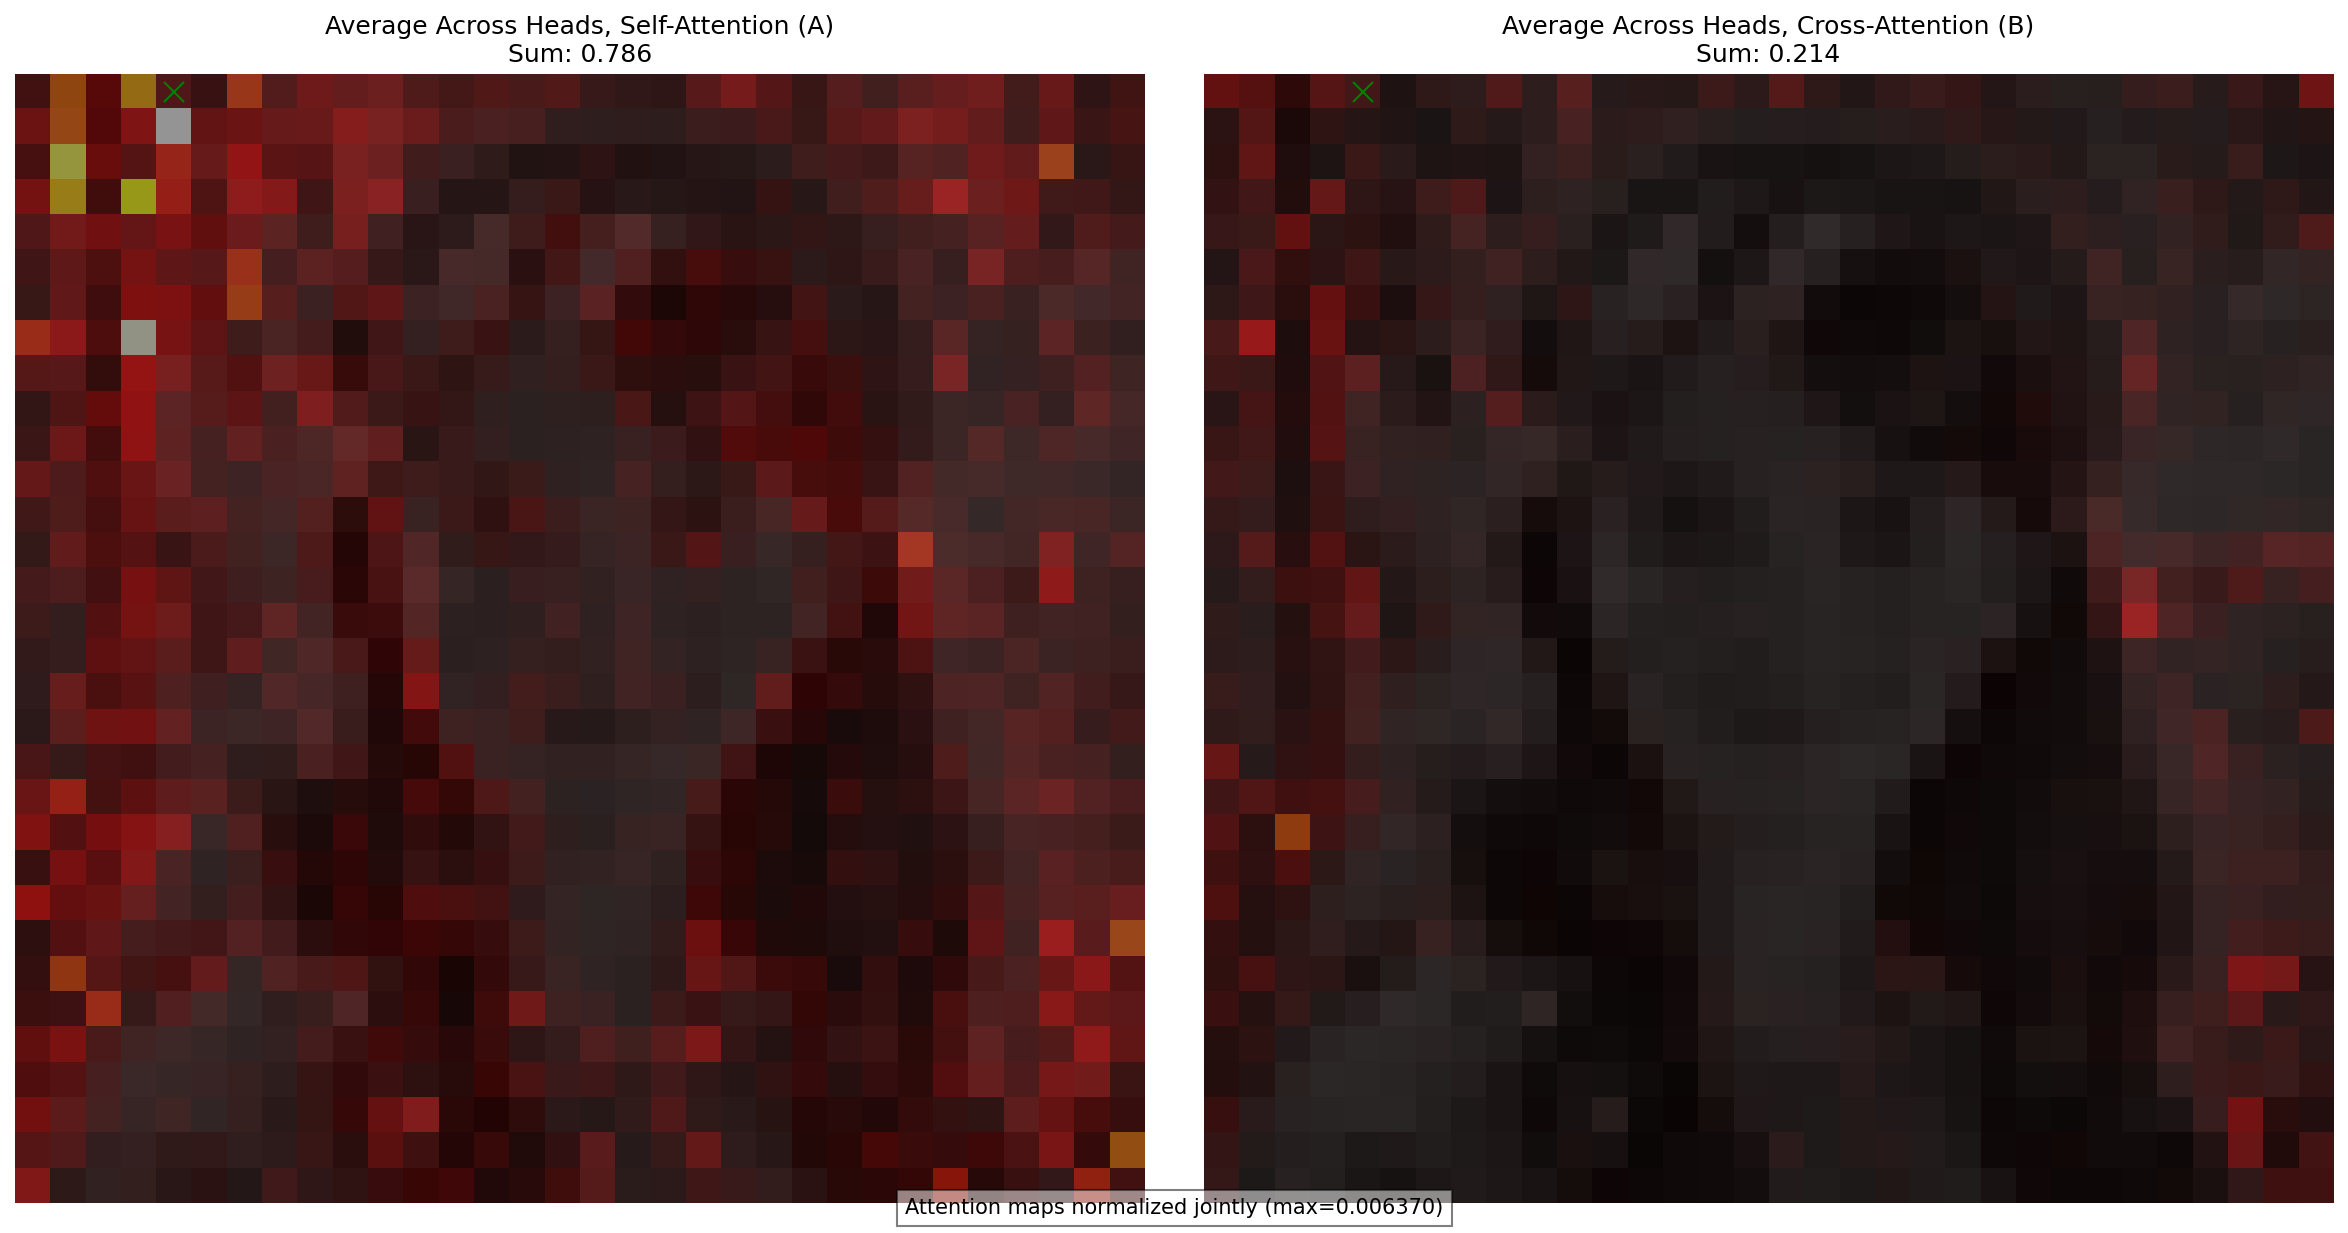 Average Across Heads, Self-Attention (A)
Sum: 0.786
Average Across Heads, Cross-Attention (B)
Sum: 0.214
Attention maps normalized jointly (max=0.006370)